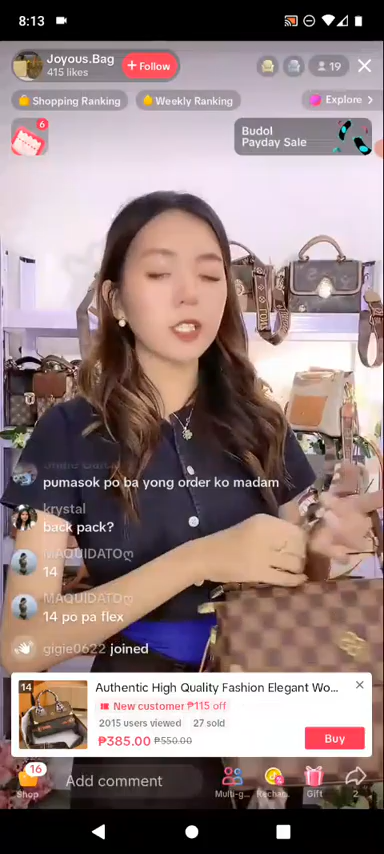 8:13
Joyous.Bag
415 likes
+ Follow
19
Shopping Ranking
Weekly Ranking
Explore >
6
Budol
Payday Sale
pumasok po ba yong order ko madam
krystal
back pack?
MAQUIDATOღ
14
MAQUIDATOღ
14 po pa flex
gigie0622 joined
14
Authentic High Quality Fashion Elegant Wo...
New customer ₱115 off
2015 users viewed
27 sold
₱385.00 ₱550.00
Buy
16
Shop
Add comment
Multi-g...
Rechar...
Gift
2